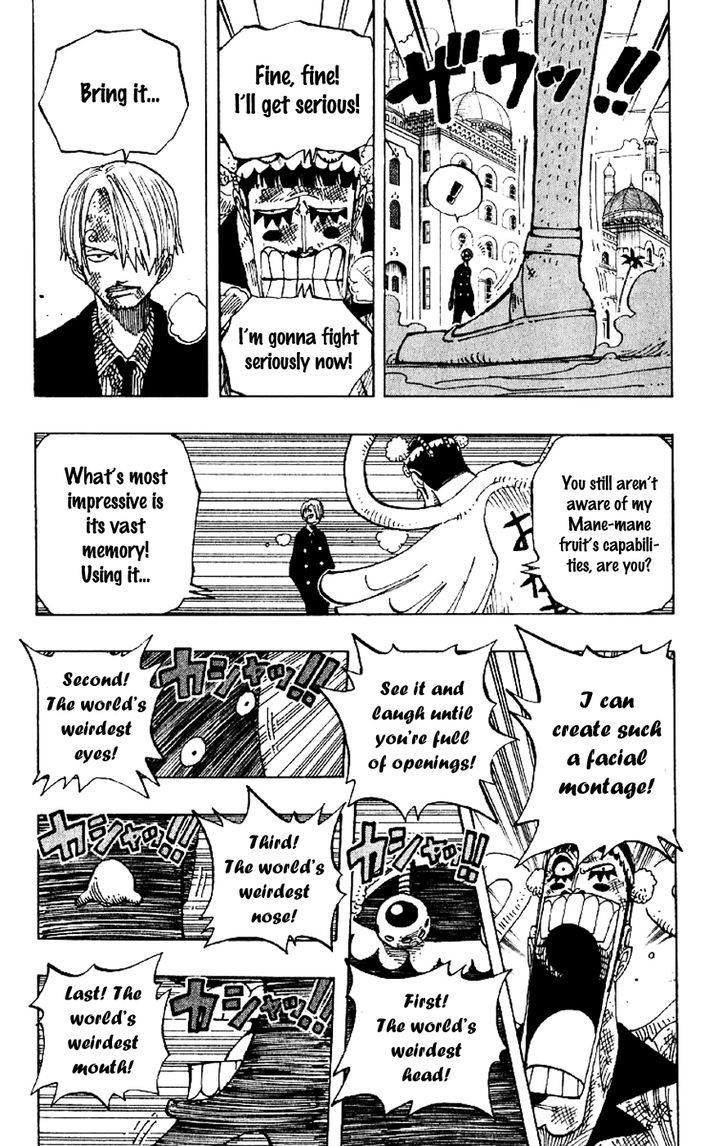 ザウッ!!
!
Fine, fine!
I'll get serious!
I'm gonna fight
seriously now!
Bring it...
You still aren't
aware of my
Mane-mane
fruit's capabili-
ties, are you?
What's most
impressive is
its vast
memory!
Using it...
I can
create such
a facial
montage!
See it and
laugh until
you're full
of openings!
カシャッ!!
First!
The world's
weirdest
head!
カシャッ!!
Second!
The world's
weirdest
eyes!
カシャッ!!
Third!
The world's
weirdest
nose!
カシャッ!!
Last! The
world's
weirdest
mouth!